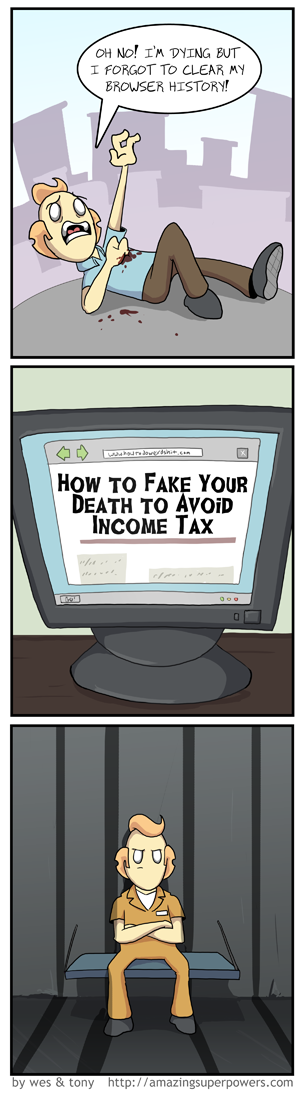 OH NO! I'M DYING BUT
I FORGOT TO CLEAR MY
BROWSER HISTORY!
HOW TO FAKE YOUR
DEATH TO AVOID
INCOME TAX
by wes & tony http://amazingsuperpowers.com